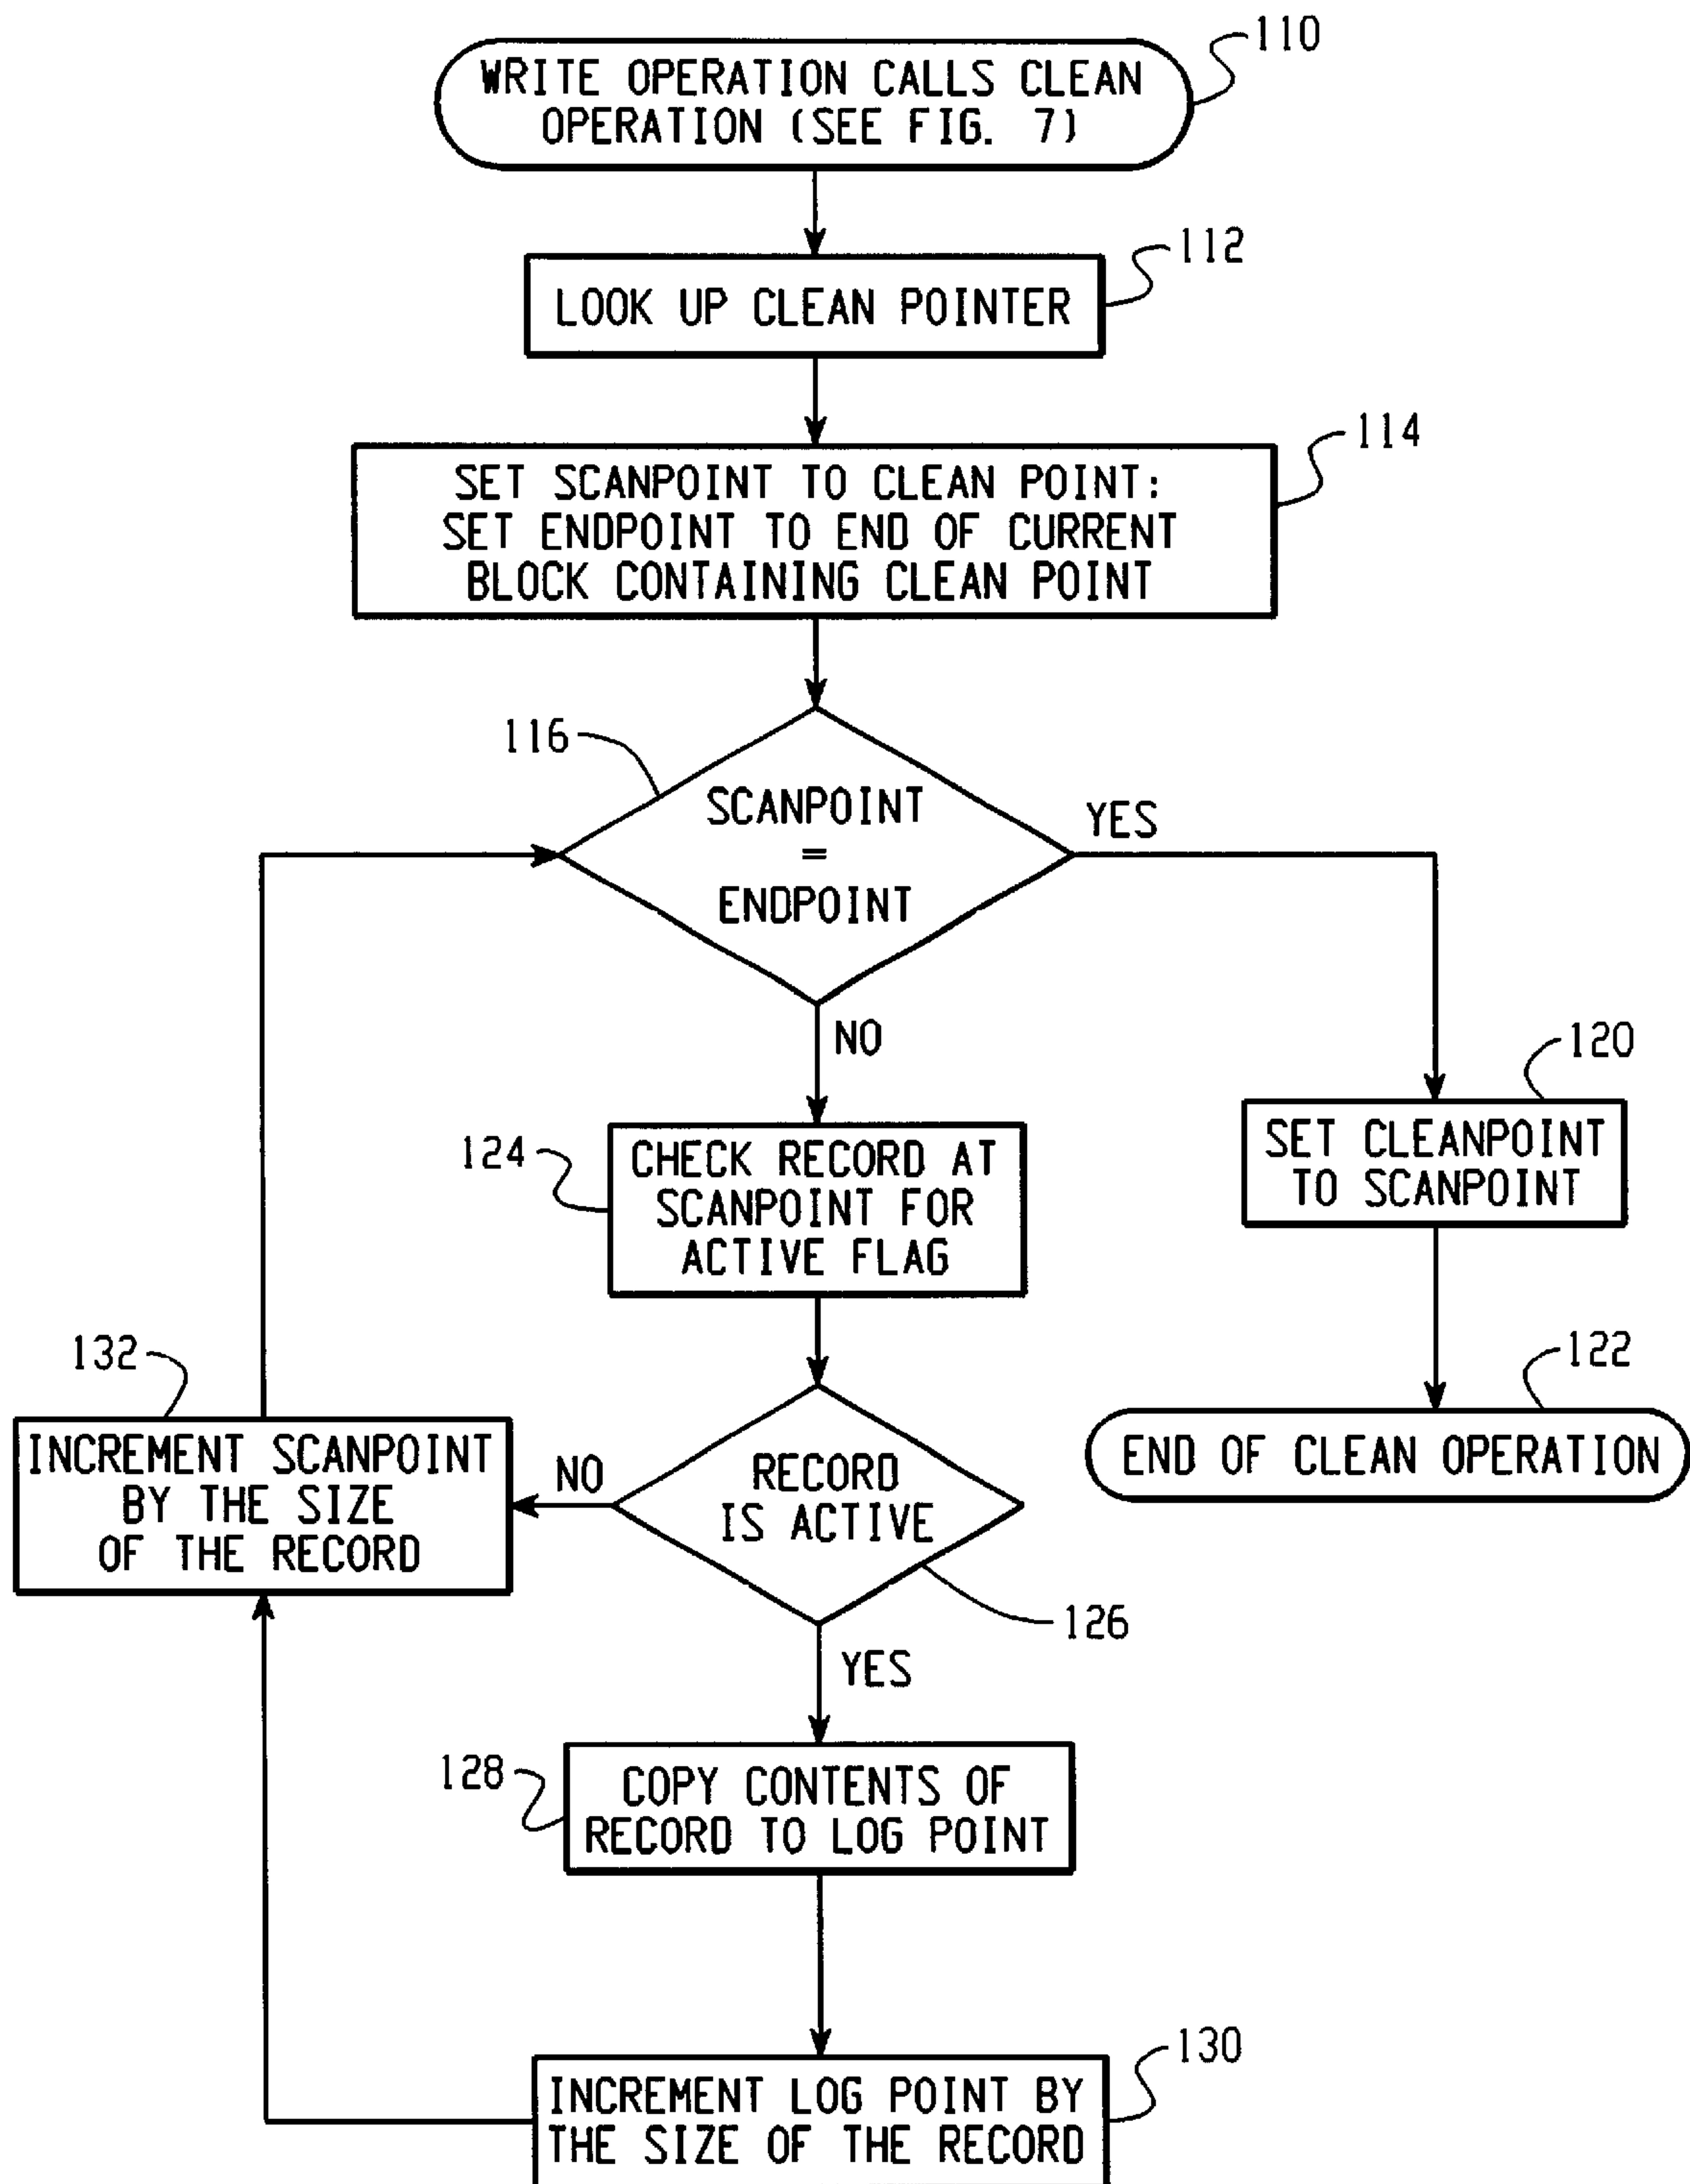 110
WRITE OPERATION CALLS CLEAN
OPERATION (SEE FIG. 7)
112
LOOK UP CLEAN POINTER
114
SET SCANPOINT TO CLEAN POINT:
SET ENDPOINT TO END OF CURRENT
BLOCK CONTAINING CLEAN POINT
116
SCANPOINT
=
ENDPOINT
YES
NO
120
SET CLEANPOINT
TO SCANPOINT
124
CHECK RECORD AT
SCANPOINT FOR
ACTIVE FLAG
122
END OF CLEAN OPERATION
132
INCREMENT SCANPOINT
BY THE SIZE
OF THE RECORD
NO
RECORD
IS ACTIVE
126
YES
128
COPY CONTENTS OF
RECORD TO LOG POINT
130
INCREMENT LOG POINT BY
THE SIZE OF THE RECORD